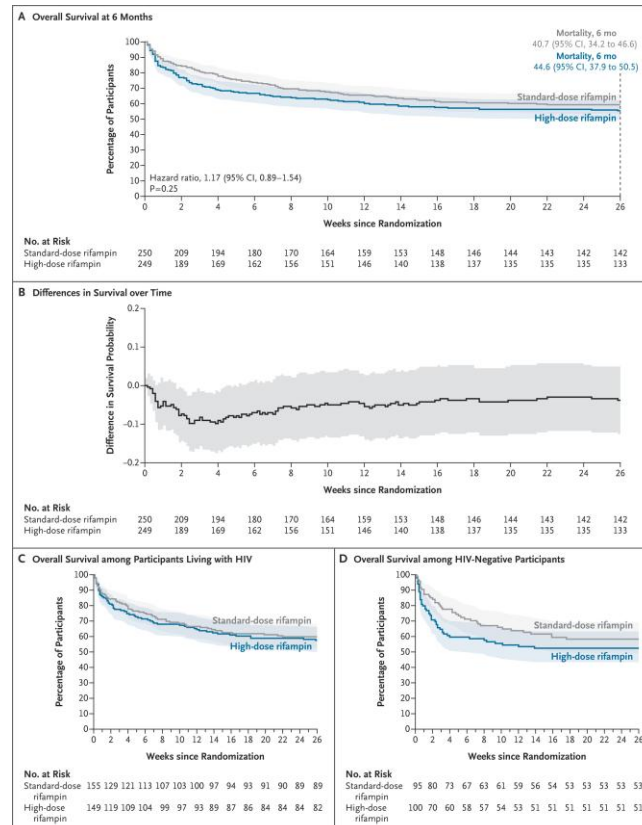 A Overall Survival at 6 Months
Percentage of Participants
100
90
80
70
60
50
40
30
20
10
0
Mortality, 6 mo
40.7 (95% CI, 34.2 to 46.6)
Mortality, 6 mo
44.6 (95% CI, 37.9 to 50.5)
Standard-dose rifampin
High-dose rifampin
Hazard ratio, 1.17 (95% CI, 0.89–1.54)
P=0.25
0 2 4 6 8 10 12 14 16 18 20 22 24 26
Weeks since Randomization
No. at Risk
Standard-dose rifampin 250 209 194 180 170 164 159 153 148 146 144 143 142 142
High-dose rifampin 249 189 169 162 156 151 146 140 138 137 135 135 135 133
B Differences in Survival over Time
Difference in Survival Probability
0.2
0.1
0.0
−0.1
−0.2
0 2 4 6 8 10 12 14 16 18 20 22 24 26
Weeks since Randomization
No. at Risk
Standard-dose rifampin 250 209 194 180 170 164 159 153 148 146 144 143 142 142
High-dose rifampin 249 189 169 162 156 151 146 140 138 137 135 135 135 133
C Overall Survival among Participants Living with HIV
Percentage of Participants
100
90
80
70
60
50
40
30
20
10
0
Standard-dose rifampin
High-dose rifampin
0 2 4 6 8 10 12 14 16 18 20 22 24 26
Weeks since Randomization
No. at Risk
Standard-dose 155 129 121 113 107 103 100 97 94 93 91 90 89 89
rifampin
High-dose 149 119 109 104 99 97 93 89 87 86 84 84 84 82
rifampin
D Overall Survival among HIV-Negative Participants
Percentage of Participants
100
90
80
70
60
50
40
30
20
10
0
Standard-dose rifampin
High-dose rifampin
0 2 4 6 8 10 12 14 16 18 20 22 24 26
Weeks since Randomization
No. at Risk
Standard-dose 95 80 73 67 63 61 59 56 54 53 53 53 53 53
rifampin
High-dose 100 70 60 58 57 54 53 51 51 51 51 51 51 51
rifampin